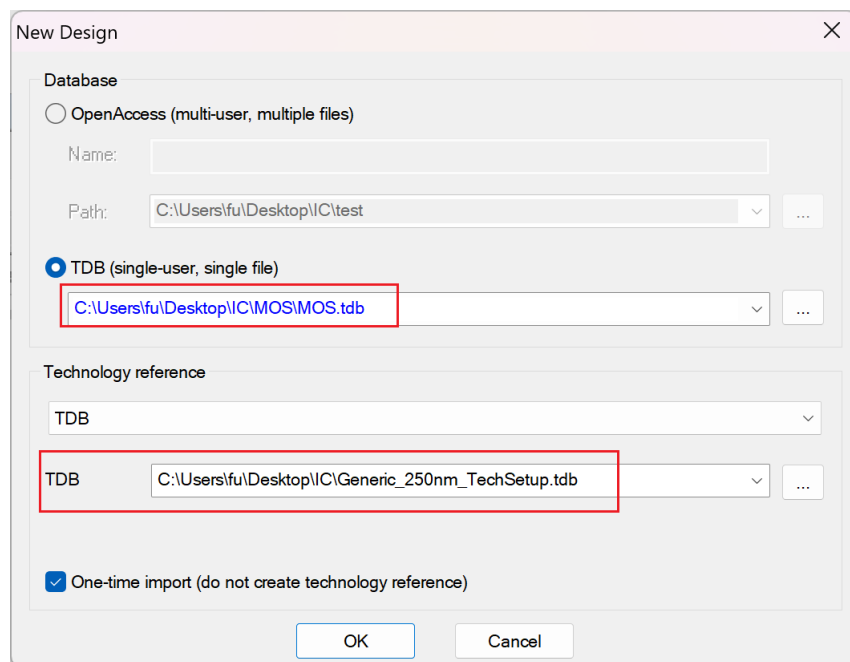 New Design
Database
OpenAccess (multi-user, multiple files)
Name:
Path: C:\Users\fu\Desktop\IC\test ...
TDB (single-user, single file)
C:\Users\fu\Desktop\IC\MOS\MOS.tdb ...
Technology reference
TDB
TDB C:\Users\fu\Desktop\IC\Generic_250nm_TechSetup.tdb ...
One-time import (do not create technology reference)
OK Cancel